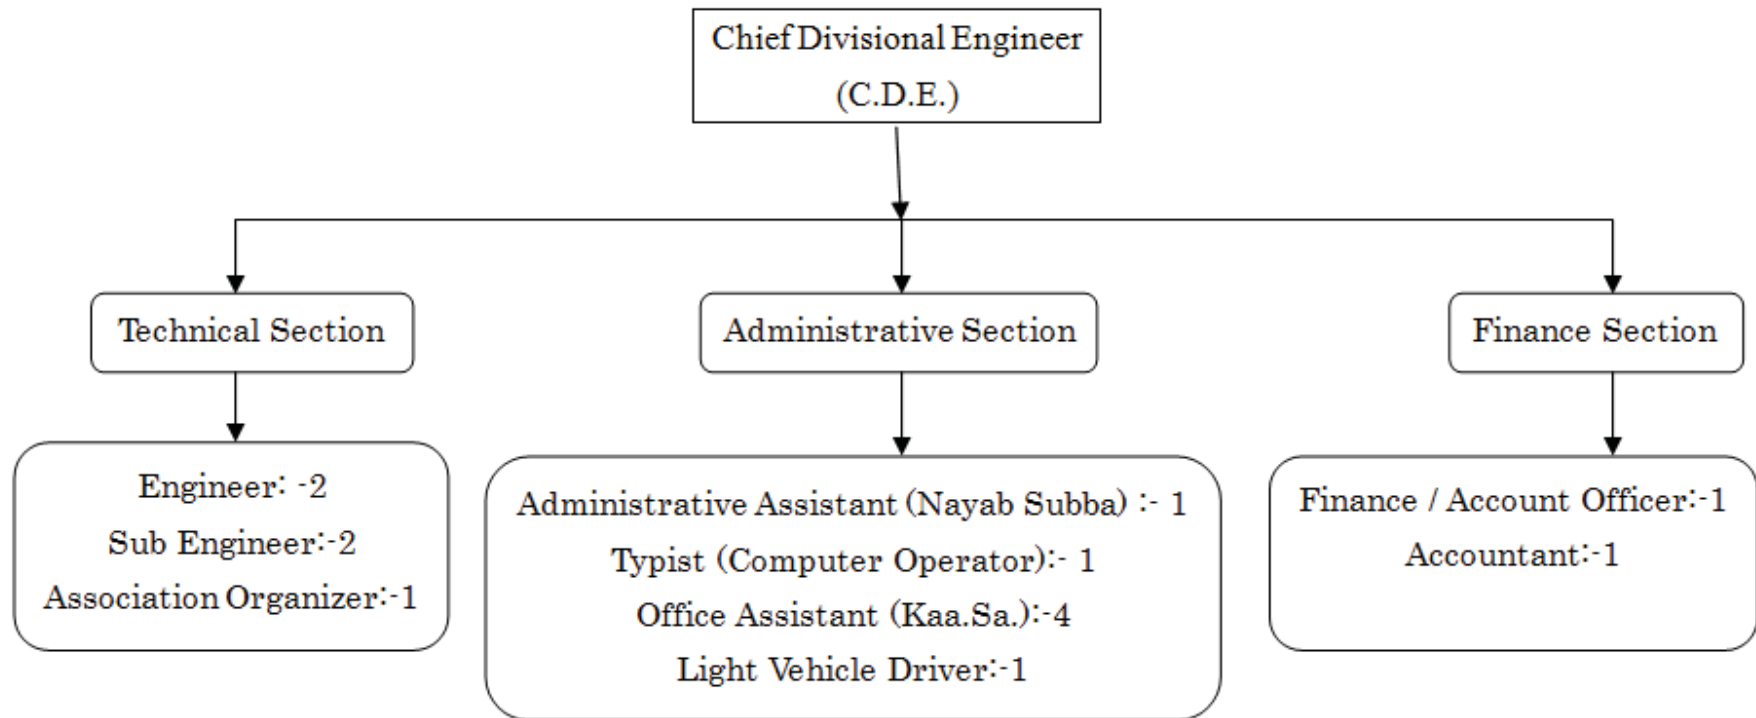 Chief Divisional Engineer
(C.D.E.)
Technical Section
Administrative Section
Finance Section
Engineer: -2
Sub Engineer:-2
Association Organizer:-1
Administrative Assistant (Nayab Subba) :- 1
Typist (Computer Operator):- 1
Office Assistant (Kaa.Sa.):-4
Light Vehicle Driver:-1
Finance / Account Officer:-1
Accountant:-1